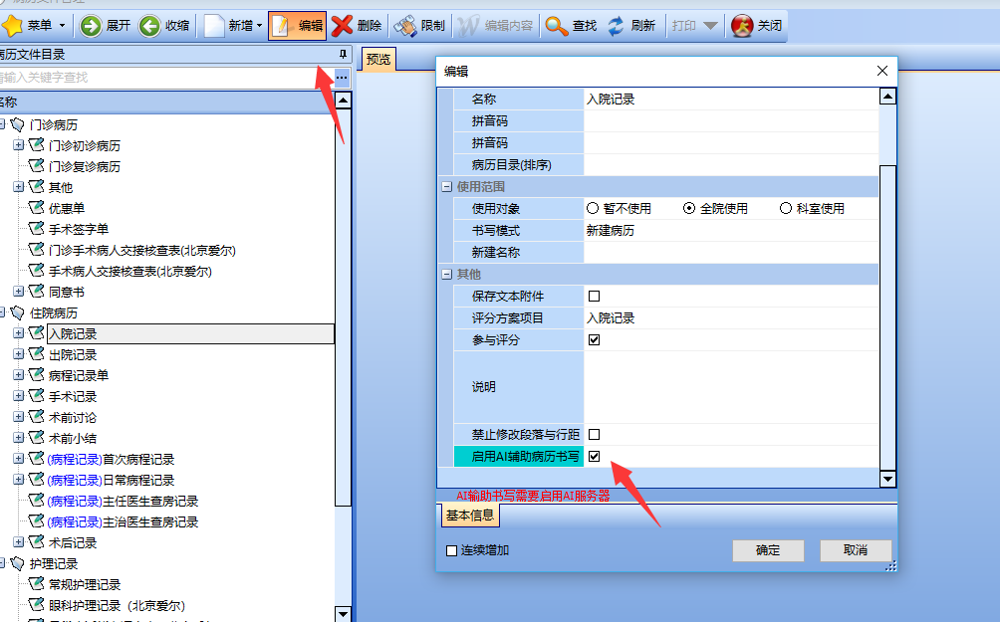 菜单 展开 收缩 新增 编辑 删除 限制 编辑内容 查找 刷新 打印 关闭
病历文件目录
请输入关键字查找
名称
门诊病历
门诊初诊病历
门诊复诊病历
其他
优惠单
手术签字单
门诊手术病人交接核查表(北京爱尔)
手术病人交接核查表(北京爱尔)
同意书
住院病历
入院记录
出院记录
病程记录单
手术记录
术前讨论
术前小结
(病程记录)首次病程记录
(病程记录)日常病程记录
(病程记录)主任医生查房记录
(病程记录)主治医生查房记录
术后记录
护理记录
常规护理记录
眼科护理记录（北京爱尔）
预览
编辑
名称 入院记录
拼音码
拼音码
病历目录(排序)
使用范围
使用对象 暂不使用 全院使用 科室使用
书写模式 新建病历
新建名称
其他
保存文本附件
评分方案项目 入院记录
参与评分
说明
禁止修改段落与行距
启用AI辅助病历书写
AI输助书写需要启用AI服务器
基本信息
连续增加
确定 取消